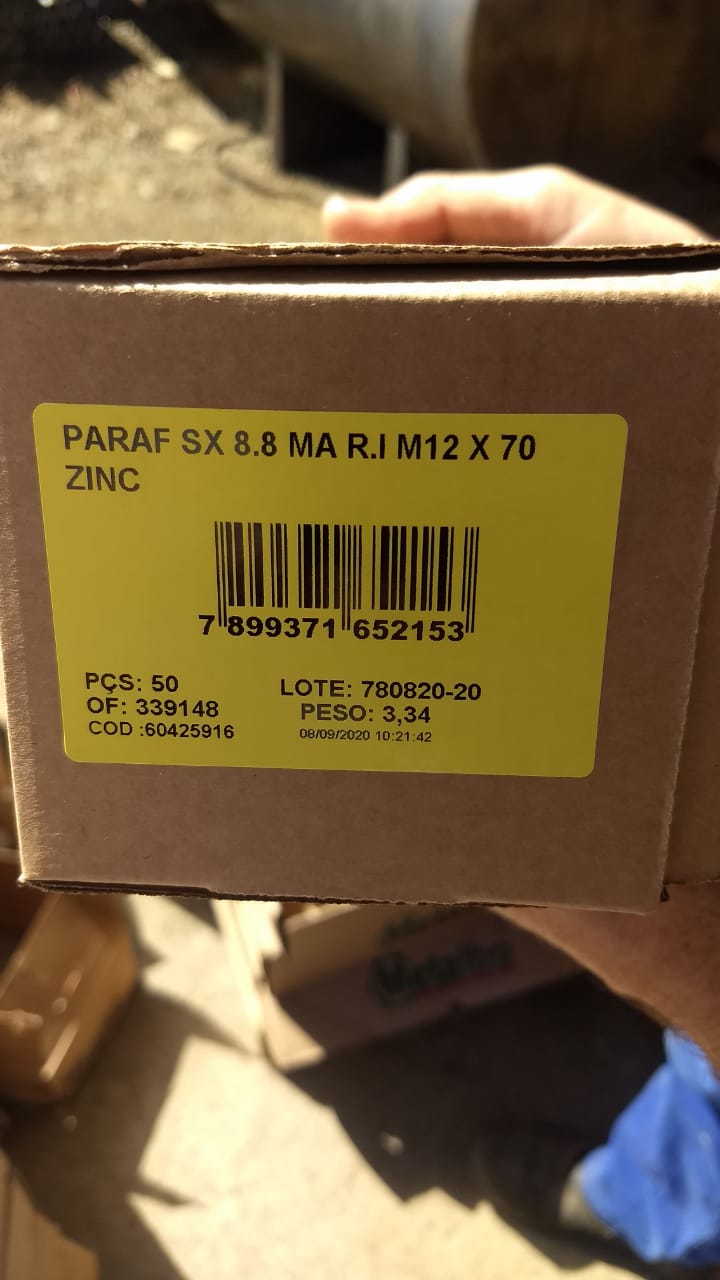 PARAF SX 8.8 MA R.I M12 X 70
ZINC
7 899371 652153
PÇS: 50
LOTE: 780820-20
OF: 339148
PESO: 3,34
COD :60425916
08/09/2020 10:21:42